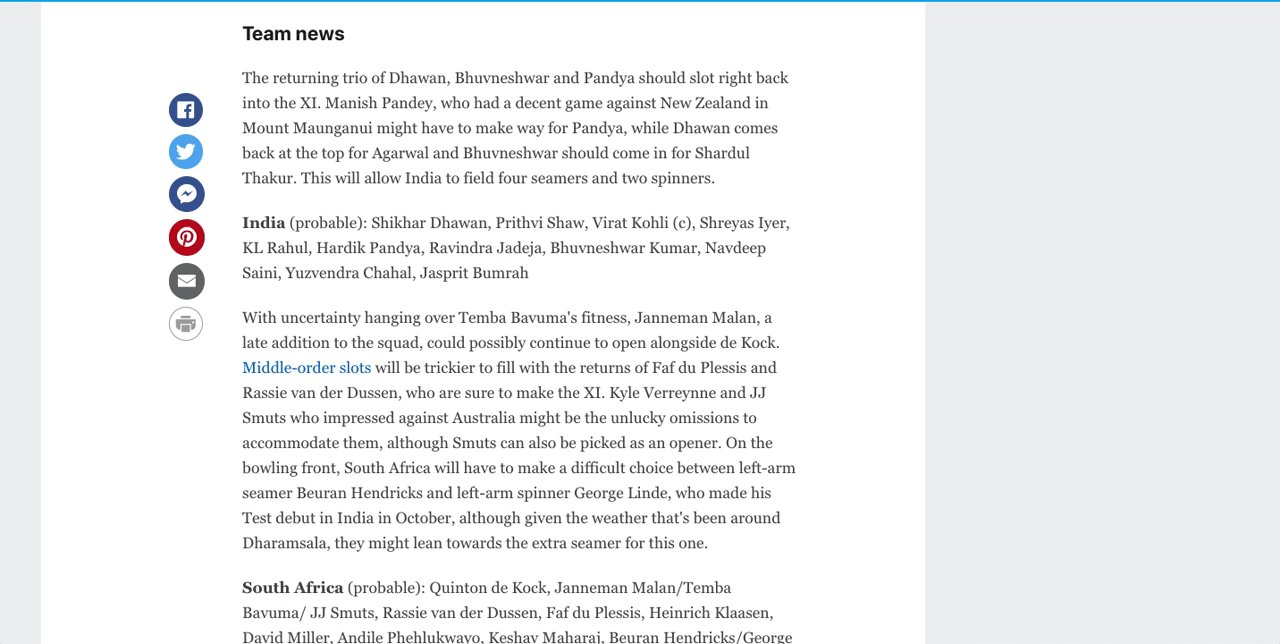 Team news
The returning trio of Dhawan, Bhuvneshwar and Pandya should slot right back
into the XI. Manish Pandey, who had a decent game against New Zealand in
Mount Maunganui might have to make way for Pandya, while Dhawan comes
back at the top for Agarwal and Bhuvneshwar should come in for Shardul
Thakur. This will allow India to field four seamers and two spinners.
India (probable): Shikhar Dhawan, Prithvi Shaw, Virat Kohli (c), Shreyas Iyer,
KL Rahul, Hardik Pandya, Ravindra Jadeja, Bhuvneshwar Kumar, Navdeep
Saini, Yuzvendra Chahal, Jasprit Bumrah
With uncertainty hanging over Temba Bavuma's fitness, Janneman Malan, a
late addition to the squad, could possibly continue to open alongside de Kock.
Middle-order slots will be trickier to fill with the returns of Faf du Plessis and
Rassie van der Dussen, who are sure to make the XI. Kyle Verreynne and JJ
Smuts who impressed against Australia might be the unlucky omissions to
accommodate them, although Smuts can also be picked as an opener. On the
bowling front, South Africa will have to make a difficult choice between left-arm
seamer Beuran Hendricks and left-arm spinner George Linde, who made his
Test debut in India in October, although given the weather that's been around
Dharamsala, they might lean towards the extra seamer for this one.
South Africa (probable): Quinton de Kock, Janneman Malan/Temba
Bavuma/ JJ Smuts, Rassie van der Dussen, Faf du Plessis, Heinrich Klaasen,
David Miller, Andile Phehlukwayo, Keshav Maharaj, Beuran Hendricks/George